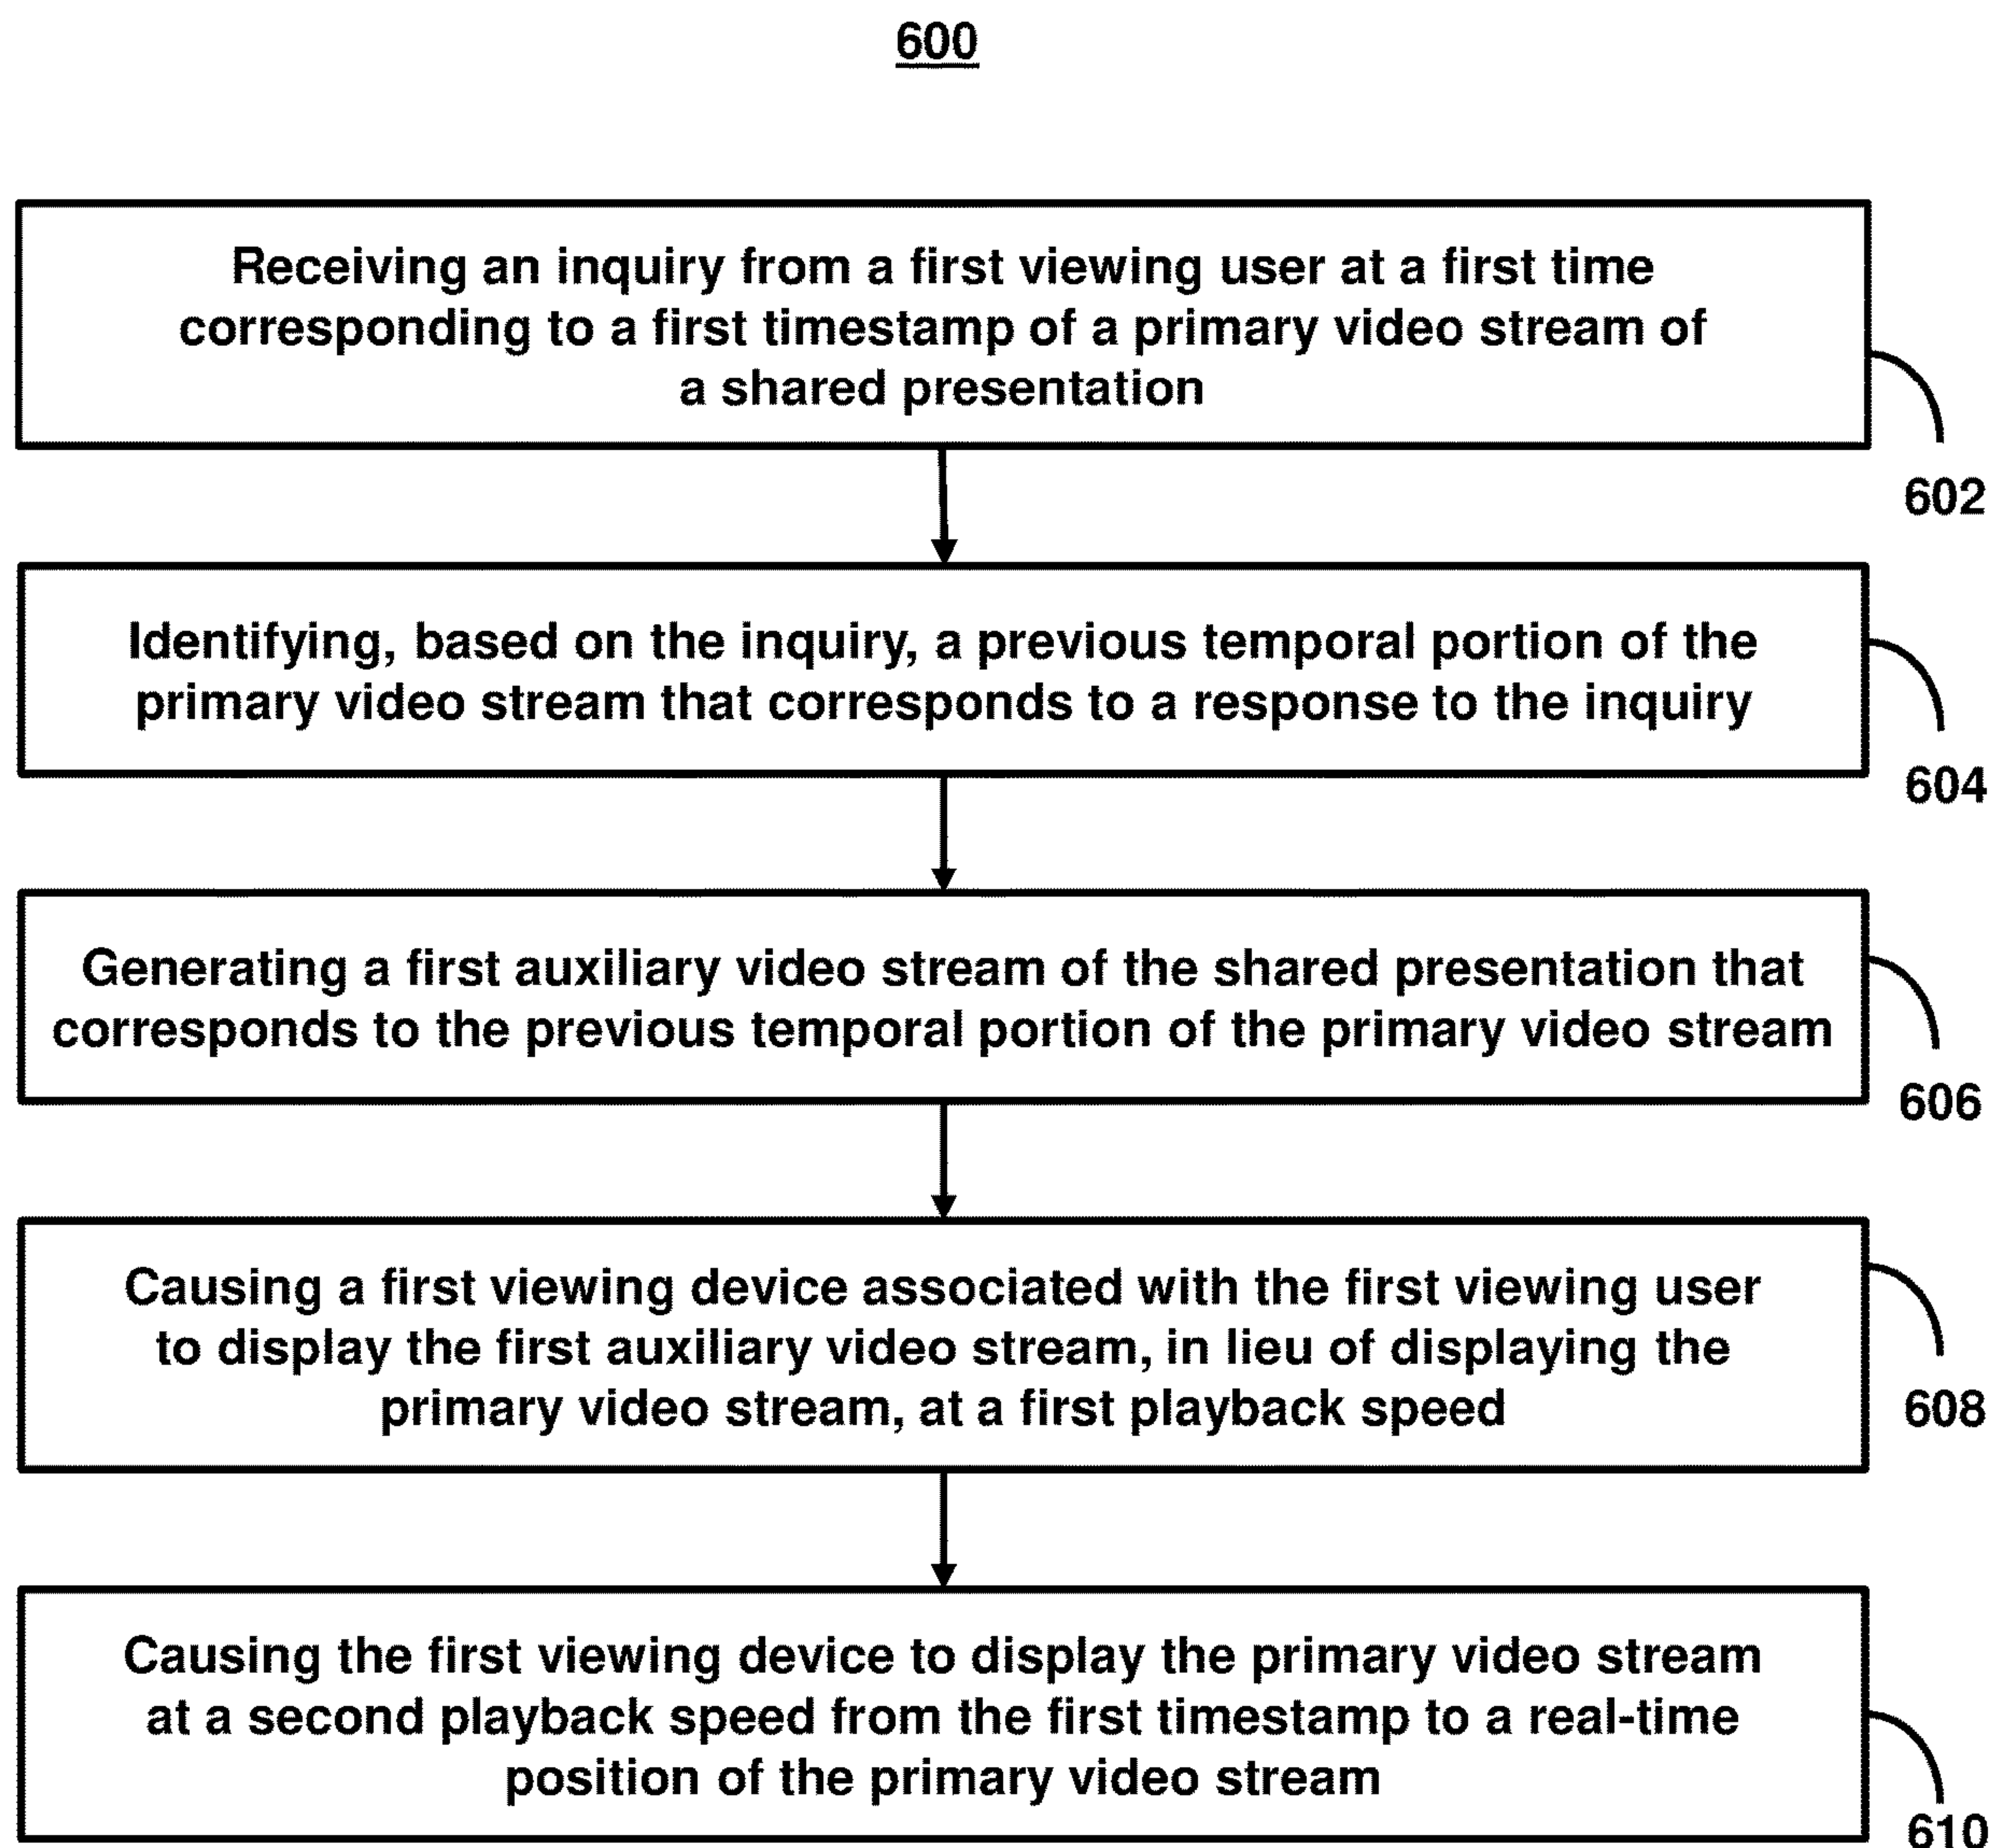 600
Receiving an inquiry from a first viewing user at a first time
corresponding to a first timestamp of a primary video stream of
a shared presentation
602
Identifying, based on the inquiry, a previous temporal portion of the
primary video stream that corresponds to a response to the inquiry
604
Generating a first auxiliary video stream of the shared presentation that
corresponds to the previous temporal portion of the primary video stream
606
Causing a first viewing device associated with the first viewing user
to display the first auxiliary video stream, in lieu of displaying the
primary video stream, at a first playback speed
608
Causing the first viewing device to display the primary video stream
at a second playback speed from the first timestamp to a real-time
position of the primary video stream
610